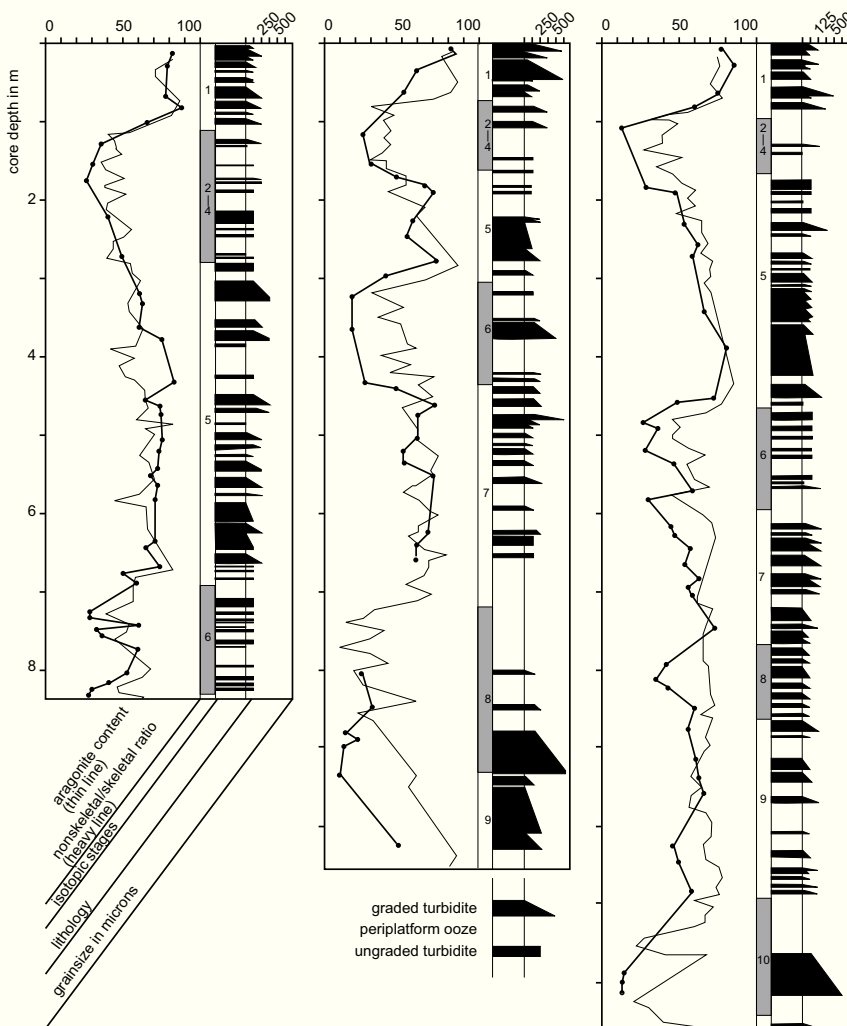 0 50 100 250 500
0 50 100 250 500
0 50 100 125 500
core depth in m
2
4
6
8
1
2—4
5
6
1
2—4
5
6
7
8
9
1
2—4
5
6
7
8
9
10
aragonite content
(thin line)
nonskeletal/skeletal ratio
(heavy line)
isotopic stages
lithology
grainsize in microns
graded turbidite
periplatform ooze
ungraded turbidite